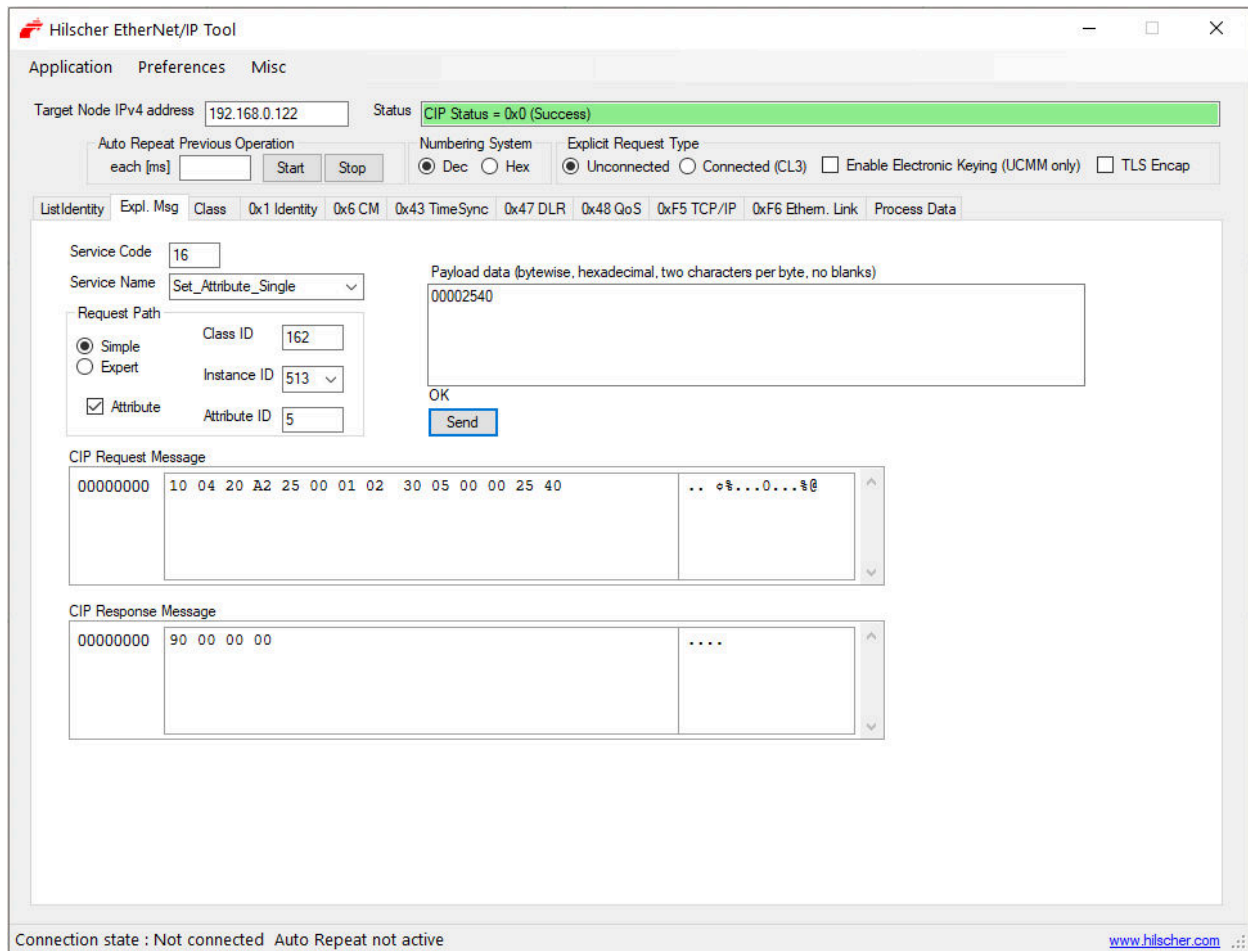 Hilscher EtherNet/IP Tool
Application Preferences Misc
Target Node IPv4 address 192.168.0.122 Status CIP Status = 0x0 (Success)
Auto Repeat Previous Operation Numbering System Explicit Request Type
each [ms] Start Stop Dec Hex Unconnected Connected (CL3) Enable Electronic Keying (UCMM only) TLS Encap
ListIdentity Expl. Msg Class 0x1 Identity 0x6 CM 0x43 TimeSync 0x47 DLR 0x48 QoS 0xF5 TCP/IP 0xF6 Ethern. Link Process Data
Service Code 16
Payload data (bytewise, hexadecimal, two characters per byte, no blanks)
Service Name Set_Attribute_Single
00002540
Request Path
Class ID 162
Simple
Expert
Instance ID 513
OK
Attribute
Attribute ID 5
Send
CIP Request Message
00000000 10 04 20 A2 25 00 01 02 30 05 00 00 25 40 .. ¢%...0...%@
CIP Response Message
00000000 90 00 00 00 ....
Connection state : Not connected Auto Repeat not active www.hilscher.com